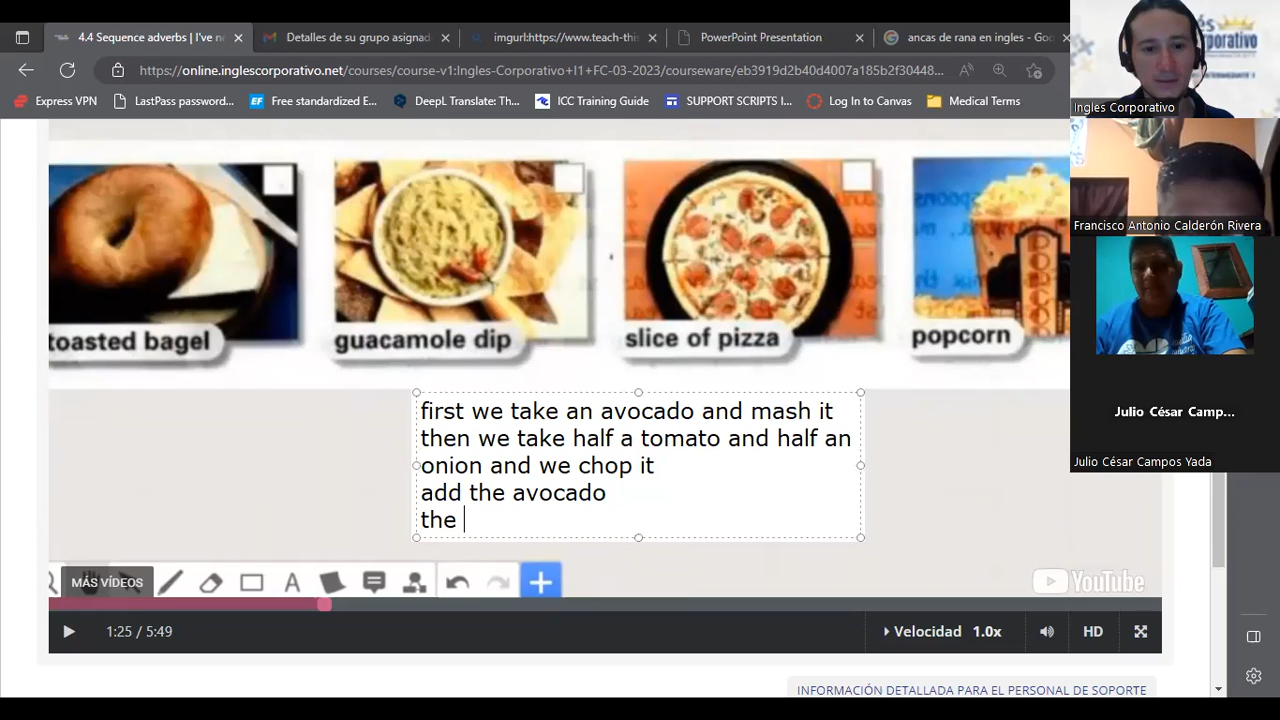 4.4 Sequence adverbs | I've n
Detalles de su grupo asignad
imgurl:https://www.teach-this
PowerPoint Presentation
ancas de rana en ingles - Goo
https://online.inglescorporativo.net/courses/course-v1:Ingles-Corporativo+I1+FC-03-2023/courseware/eb3919d2b40d4007a185b2f30448...
Express VPN
LastPass password...
Free standardized E...
DeepL Translate: Th...
ICC Training Guide
SUPPORT SCRIPTS I...
Log In to Canvas
Medical Terms
Ingles Corporativo
Francisco Antonio Calderón Rivera
Julio César Camp...
Julio César Campos Yada
toasted bagel
guacamole dip
slice of pizza
popcorn
first we take an avocado and mash it
then we take half a tomato and half an
onion and we chop it
add the avocado
the
MÁS VÍDEOS
YouTube
1:25 / 5:49
Velocidad 1.0x
HD
INFORMACIÓN DETALLADA PARA EL PERSONAL DE SOPORTE